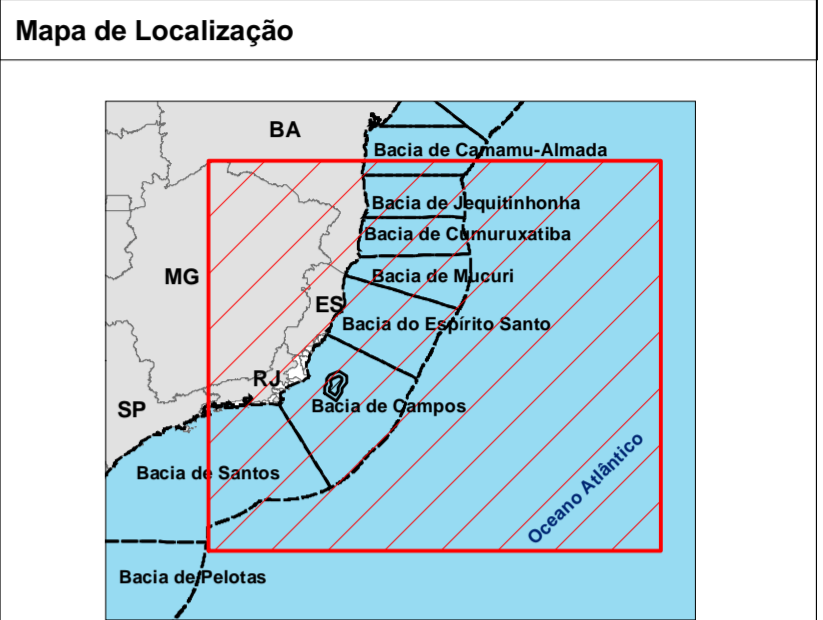 Mapa de Localização
BA
Bacia de Camamu-Almada
Bacia de Jequitinhonha
Bacia de Cumuruxatiba
MG
Bacia de Mucuri
ES
Bacia do Espírito Santo
RJ
SP
Bacia de Campos
Bacia de Santos
Oceano Atlântico
Bacia de Pelotas